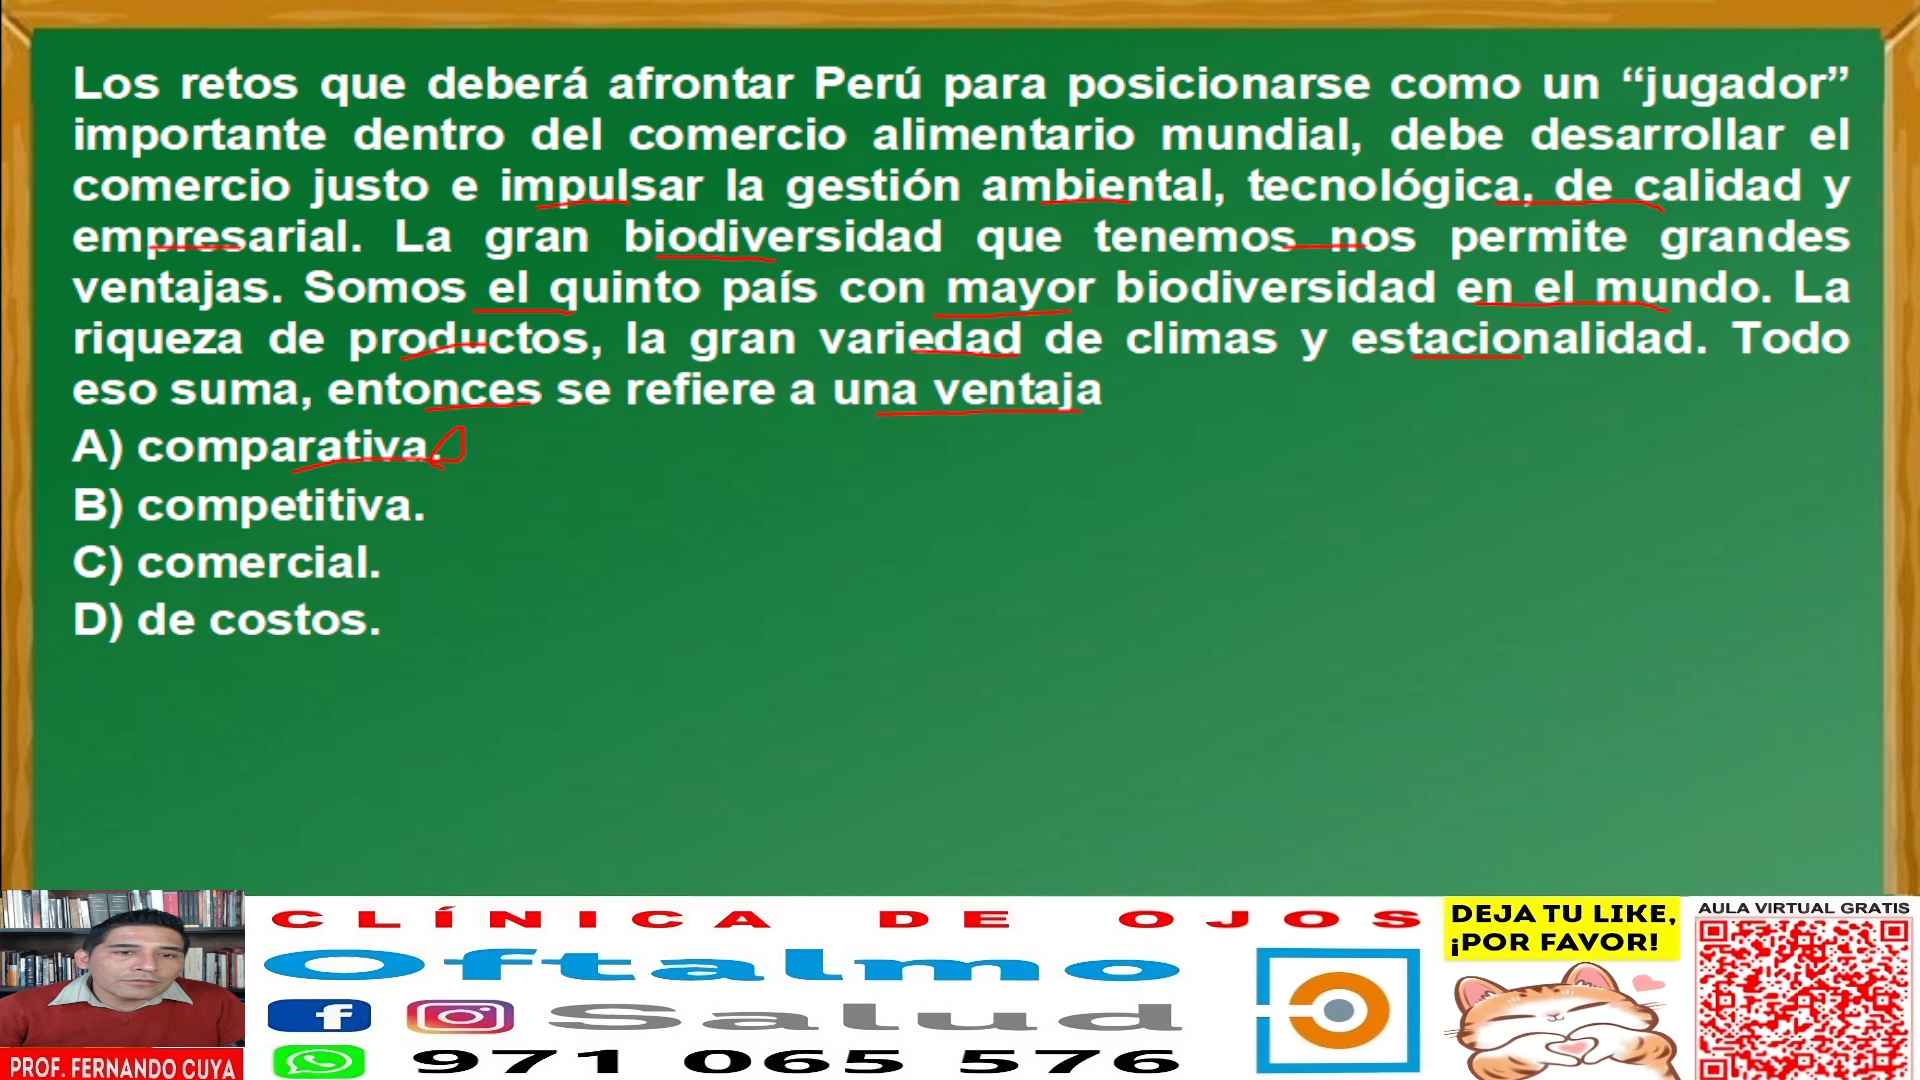 Los retos que deberá afrontar Perú para posicionarse como un “jugador”
importante dentro del comercio alimentario mundial, debe desarrollar el
comercio justo e impulsar la gestión ambiental, tecnológica, de calidad y
empresarial. La gran biodiversidad que tenemos nos permite grandes
ventajas. Somos el quinto país con mayor biodiversidad en el mundo. La
riqueza de productos, la gran variedad de climas y estacionalidad. Todo
eso suma, entonces se refiere a una ventaja
A) comparativa.
B) competitiva.
C) comercial.
D) de costos.
CLÍNICA DE OJOS
Oftalmo
Salud
971 065 576
PROF. FERNANDO CUYA
DEJA TU LIKE,
¡POR FAVOR!
AULA VIRTUAL GRATIS